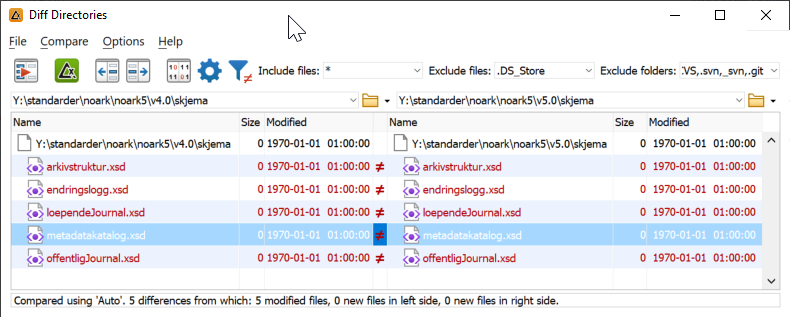 Diff Directories
File Compare Options Help
Include files: * Exclude files: .DS_Store Exclude folders: :VS,.svn,_svn,.git
Y:\standarder\noark\noark5\v4.0\skjema Y:\standarder\noark\noark5\v5.0\skjema
Name Size Modified Name Size Modified
Y:\standarder\noark\noark5\v4.0\skjema 0 1970-01-01 01:00:00 Y:\standarder\noark\noark5\v5.0\skjema 0 1970-01-01 01:00:00
arkivstruktur.xsd 0 1970-01-01 01:00:00 ≠ arkivstruktur.xsd 0 1970-01-01 01:00:00
endringslogg.xsd 0 1970-01-01 01:00:00 ≠ endringslogg.xsd 0 1970-01-01 01:00:00
loependeJournal.xsd 0 1970-01-01 01:00:00 ≠ loependeJournal.xsd 0 1970-01-01 01:00:00
metadatakatalog.xsd 0 1970-01-01 01:00:00 ≠ metadatakatalog.xsd 0 1970-01-01 01:00:00
offentligJournal.xsd 0 1970-01-01 01:00:00 ≠ offentligJournal.xsd 0 1970-01-01 01:00:00
Compared using 'Auto'. 5 differences from which: 5 modified files, 0 new files in left side, 0 new files in right side.